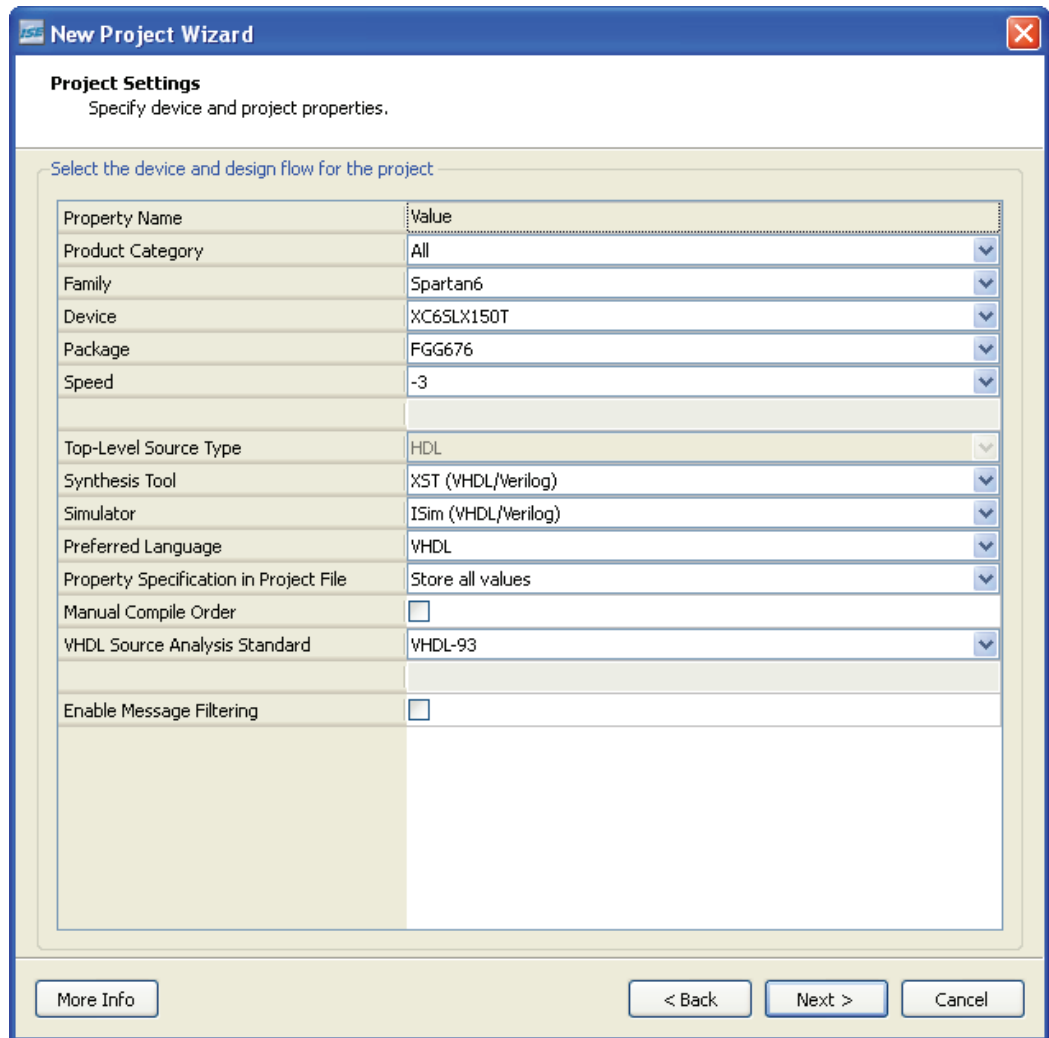 ISE New Project Wizard
Project Settings
Specify device and project properties.
Select the device and design flow for the project
Property Name Value
Product Category All
Family Spartan6
Device XC6SLX150T
Package FGG676
Speed -3
Top-Level Source Type HDL
Synthesis Tool XST (VHDL/Verilog)
Simulator ISim (VHDL/Verilog)
Preferred Language VHDL
Property Specification in Project File Store all values
Manual Compile Order
VHDL Source Analysis Standard VHDL-93
Enable Message Filtering
More Info < Back Next > Cancel